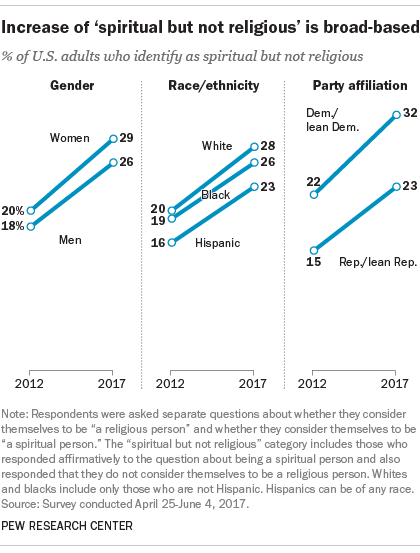 Increase of ‘spiritual but not religious’ is broad-based
% of U.S. adults who identify as spiritual but not religious
Gender
Women
29
26
20%
18%
Men
2012
2017
Race/ethnicity
White
28
26
Black
23
20
19
16
Hispanic
2012
2017
Party affiliation
Dem./
lean Dem.
32
22
23
15
Rep./lean Rep.
2012
2017
Note: Respondents were asked separate questions about whether they consider
themselves to be “a religious person” and whether they consider themselves to be
“a spiritual person.” The “spiritual but not religious” category includes those who
responded affirmatively to the question about being a spiritual person and also
responded that they do not consider themselves to be a religious person. Whites
and blacks include only those who are not Hispanic. Hispanics can be of any race.
Source: Survey conducted April 25-June 4, 2017.
PEW RESEARCH CENTER